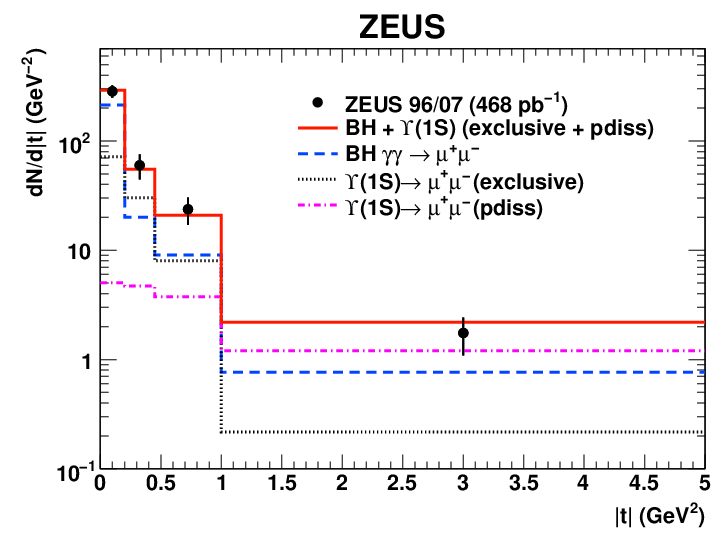 ZEUS
dN/d|t| (GeV⁻²)
ZEUS 96/07 (468 pb⁻¹)
BH + ϒ(1S) (exclusive + pdiss)
BH γγ → μ⁺μ⁻
ϒ(1S)→ μ⁺μ⁻(exclusive)
ϒ(1S)→ μ⁺μ⁻(pdiss)
10²
10
1
10⁻¹
0 0.5 1 1.5 2 2.5 3 3.5 4 4.5 5
|t| (GeV²)